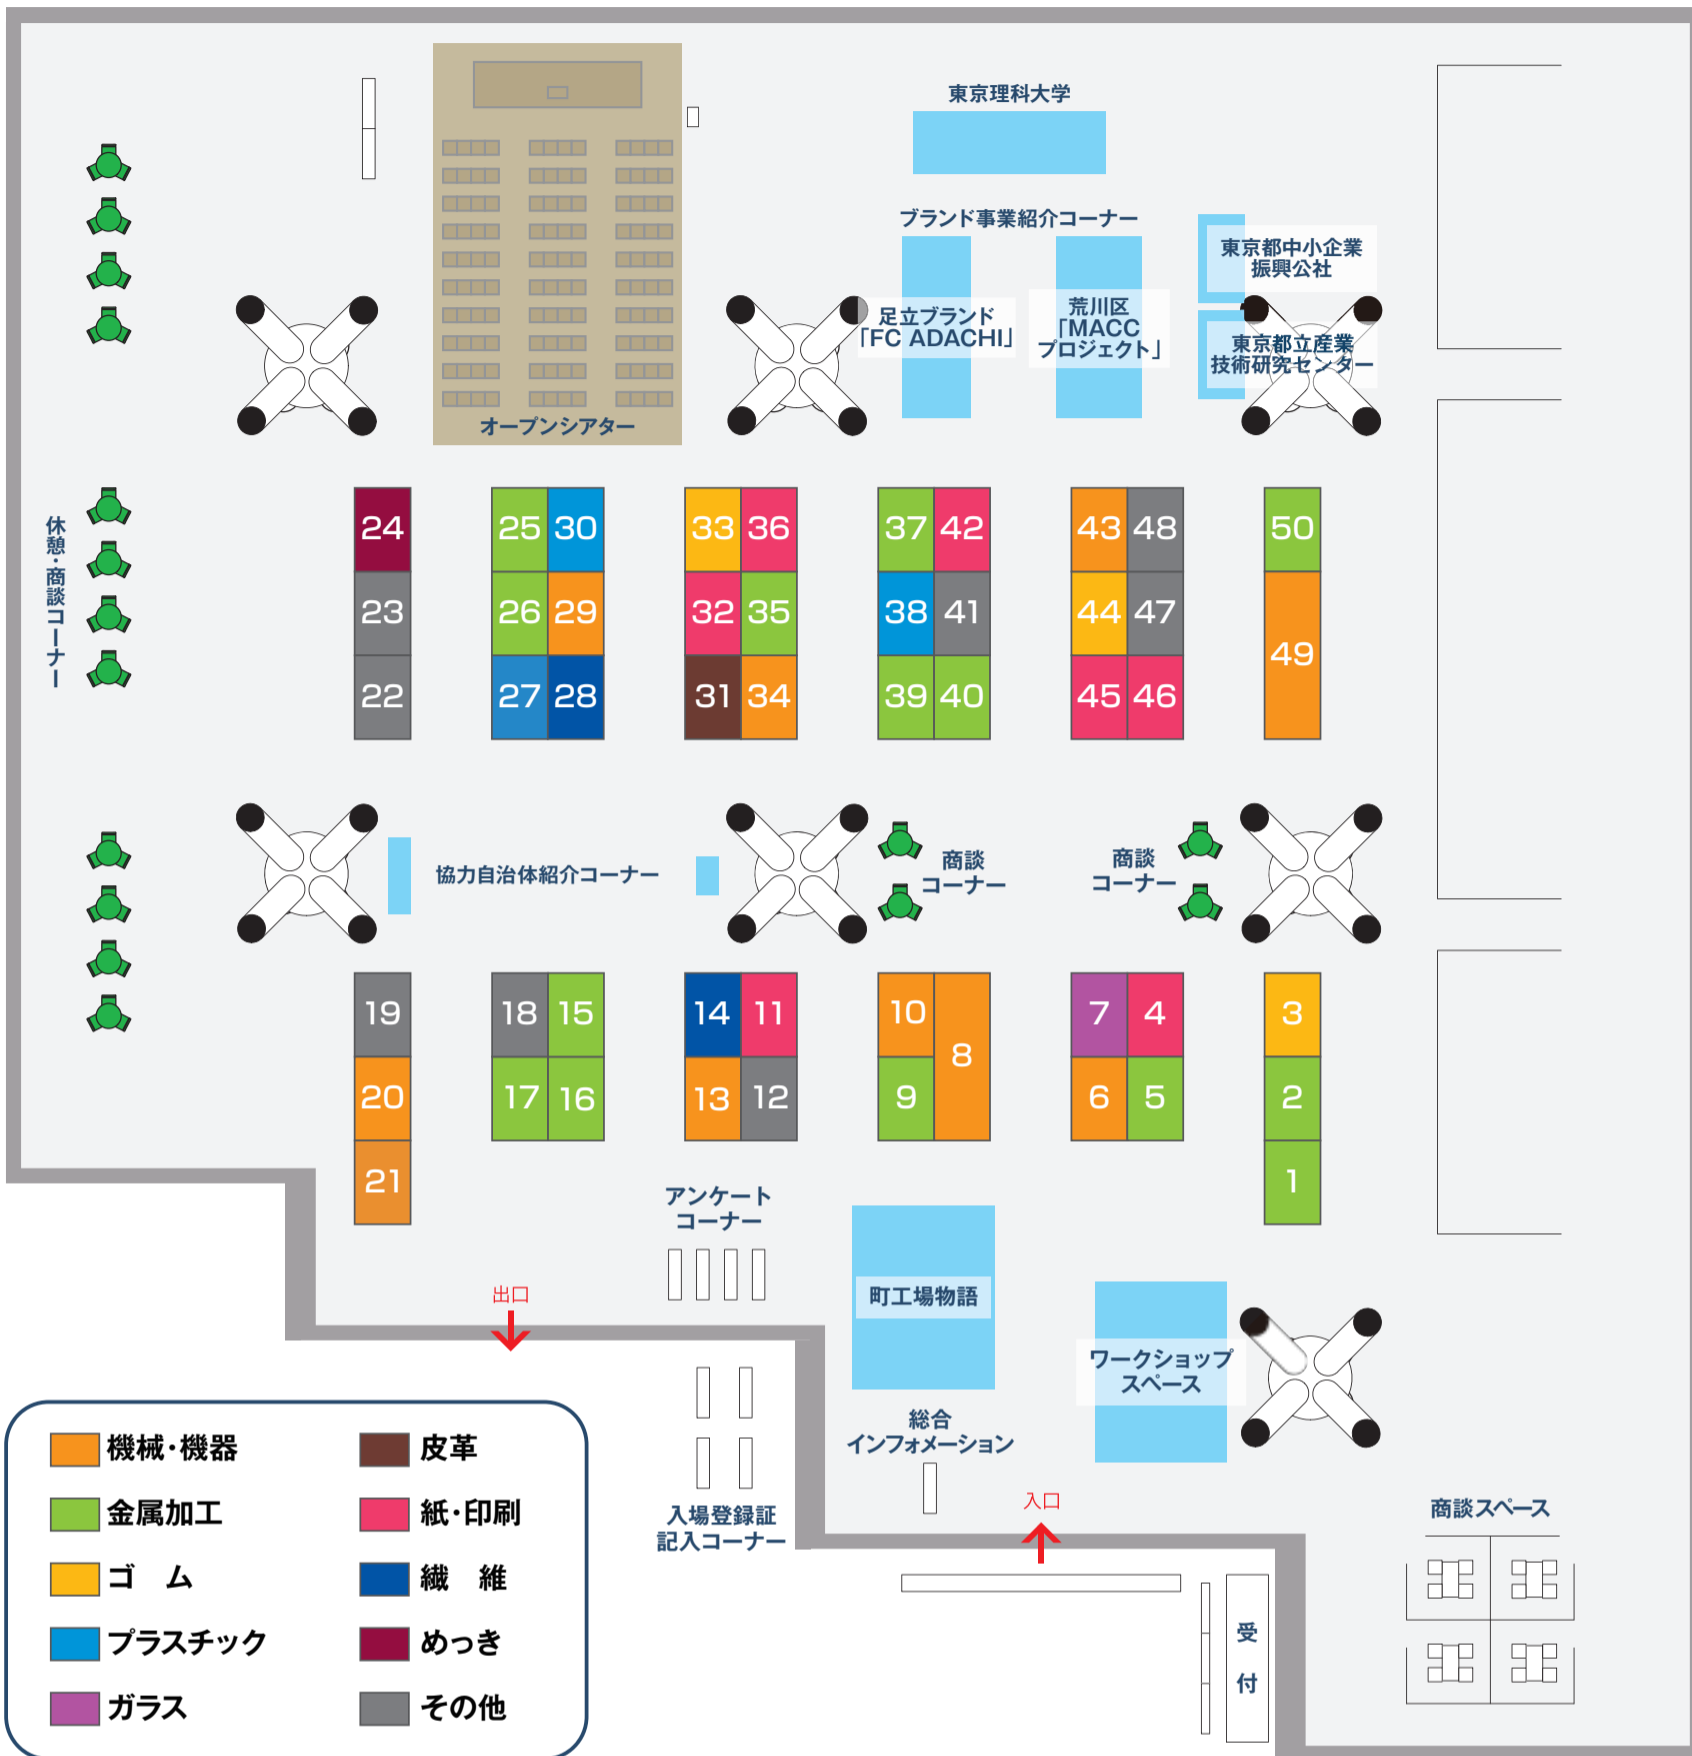 東京理科大学
ブランド事業紹介コーナー
東京都中小企業
振興公社
足立ブランド
「FC ADACHI」
荒川区
「MACC
プロジェクト」
東京都立産業
技術研究センター
オープンシアター
休憩・商談コーナー
24
25 30
33 36
37 42
43 48
50
23
26 29
32 35
38 41
44 47
49
22
27 28
31 34
39 40
45 46
協力自治体紹介コーナー
商談
コーナー
商談
コーナー
19
18 15
14 11
10
8
7 4
3
20
17 16
13 12
9
6 5
2
21
1
アンケート
コーナー
出口
町工場物語
ワークショップ
スペース
総合
インフォメーション
入口
入場登録証
記入コーナー
商談スペース
受付
機械・機器
皮革
金属加工
紙・印刷
ゴ ム
繊 維
プラスチック
めっき
ガラス
その他